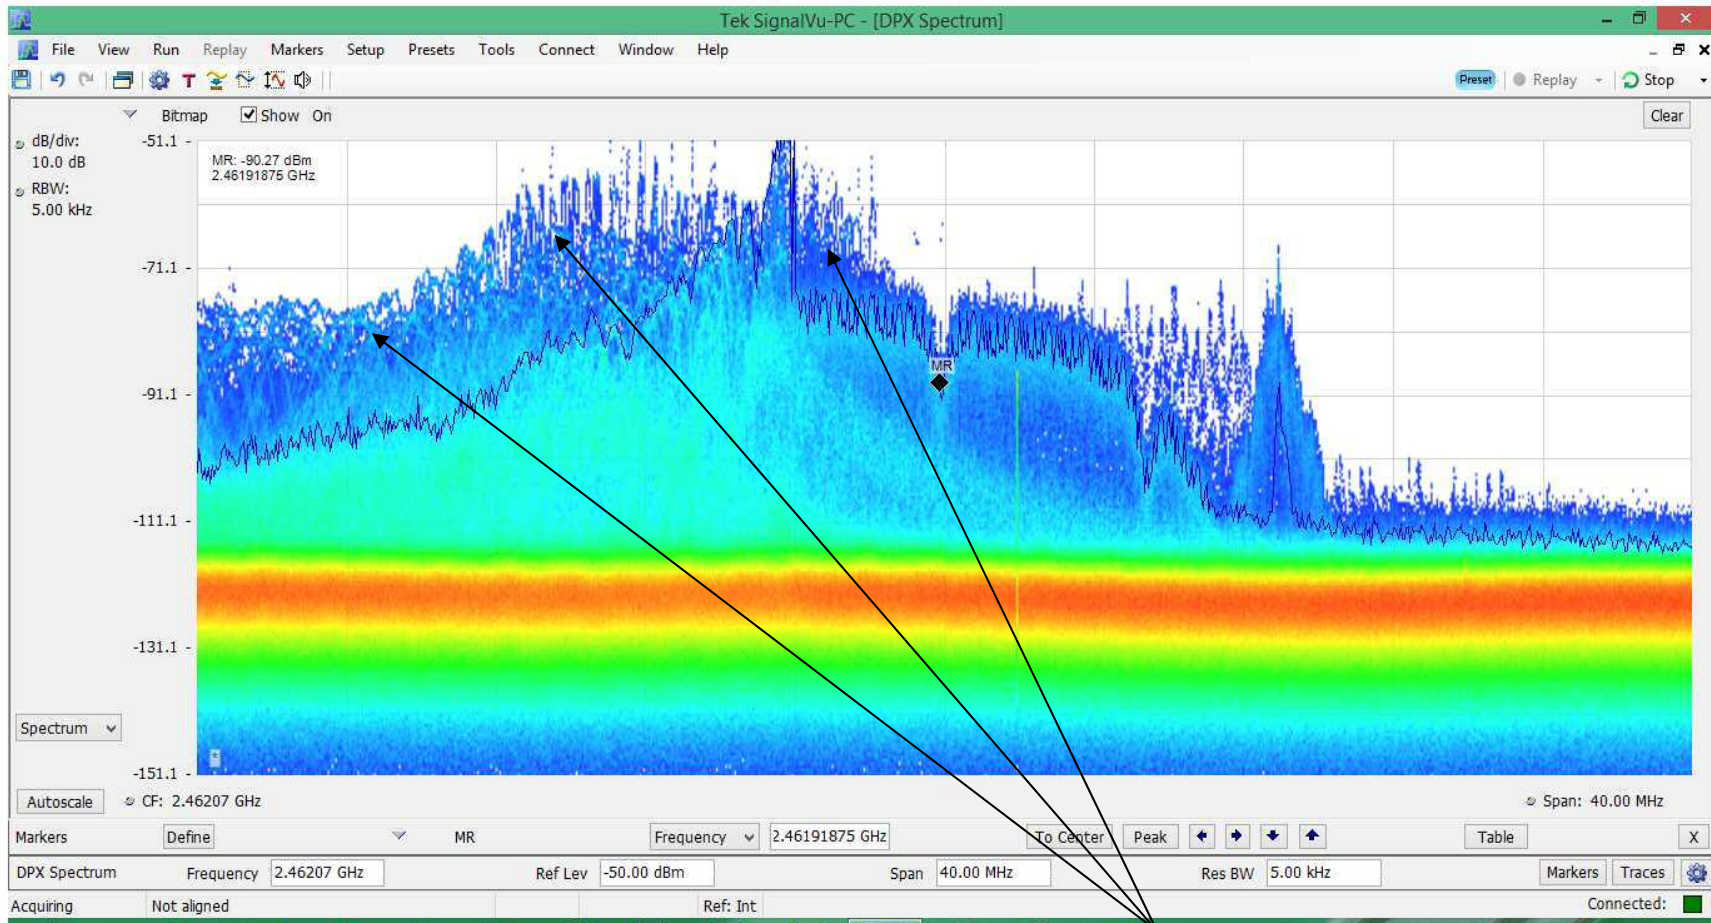 Tek SignalVu-PC - [DPX Spectrum]
File View Run Replay Markers Setup Presets Tools Connect Window Help
T Preset Replay Stop
Bitmap Show On Clear
dB/div:
10.0 dB
RBW:
5.00 kHz
-51.1
MR: -90.27 dBm
2.46191875 GHz
-71.1
MR
-91.1
-111.1
-131.1
Spectrum
-151.1
Autoscale CF: 2.46207 GHz Span: 40.00 MHz
Markers Define MR Frequency 2.46191875 GHz To Center Peak Table X
DPX Spectrum Frequency 2.46207 GHz Ref Lev -50.00 dBm Span 40.00 MHz Res BW 5.00 kHz Markers Traces
Acquiring Not aligned Ref: Int Connected: